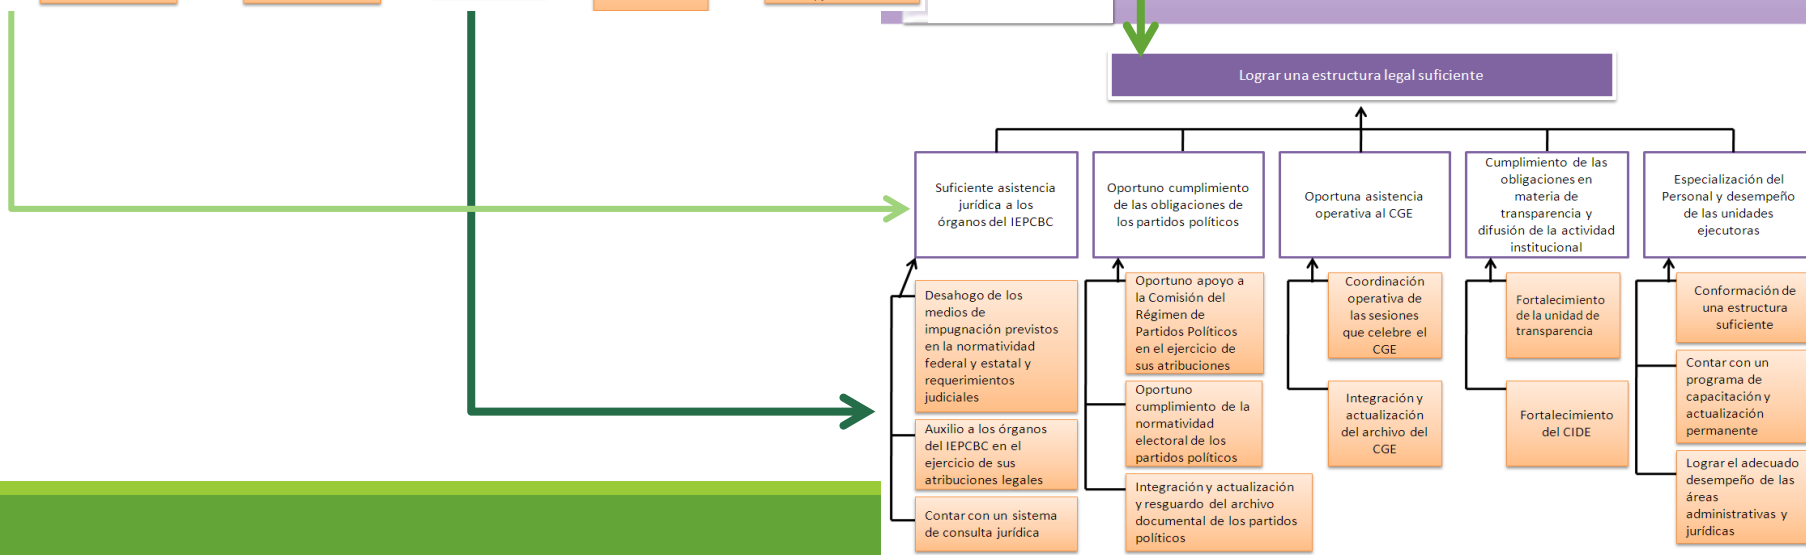 Lograr una estructura legal suficiente
Suficiente asistencia
jurídica a los
órganos del IEPCBC
Oportuno cumplimiento
de las obligaciones de
los partidos políticos
Oportuna asistencia
operativa al CGE
Cumplimiento de las
obligaciones en
materia de
transparencia y
difusión de la actividad
institucional
Especialización del
Personal y desempeño
de las unidades
ejecutoras
Desahogo de los
medios de
impugnación previstos
en la normatividad
federal y estatal y
requerimientos
judiciales
Auxilio a los órganos
del IEPCBC en el
ejercicio de sus
atribuciones legales
Contar con un sistema
de consulta jurídica
Oportuno apoyo a
la Comisión del
Régimen de
Partidos Políticos
en el ejercicio de
sus atribuciones
Oportuno
cumplimiento de la
normatividad
electoral de los
partidos políticos
Integración y actualización
y resguardo del archivo
documental de los partidos
políticos
Coordinación
operativa de
las sesiones
que celebre el
CGE
Integración y
actualización
del archivo del
CGE
Fortalecimiento
de la unidad de
transparencia
Fortalecimiento
del CIDE
Conformación de
una estructura
suficiente
Contar con un
programa de
capacitación y
actualización
permanente
Lograr el adecuado
desempeño de las
áreas
administrativas y
jurídicas